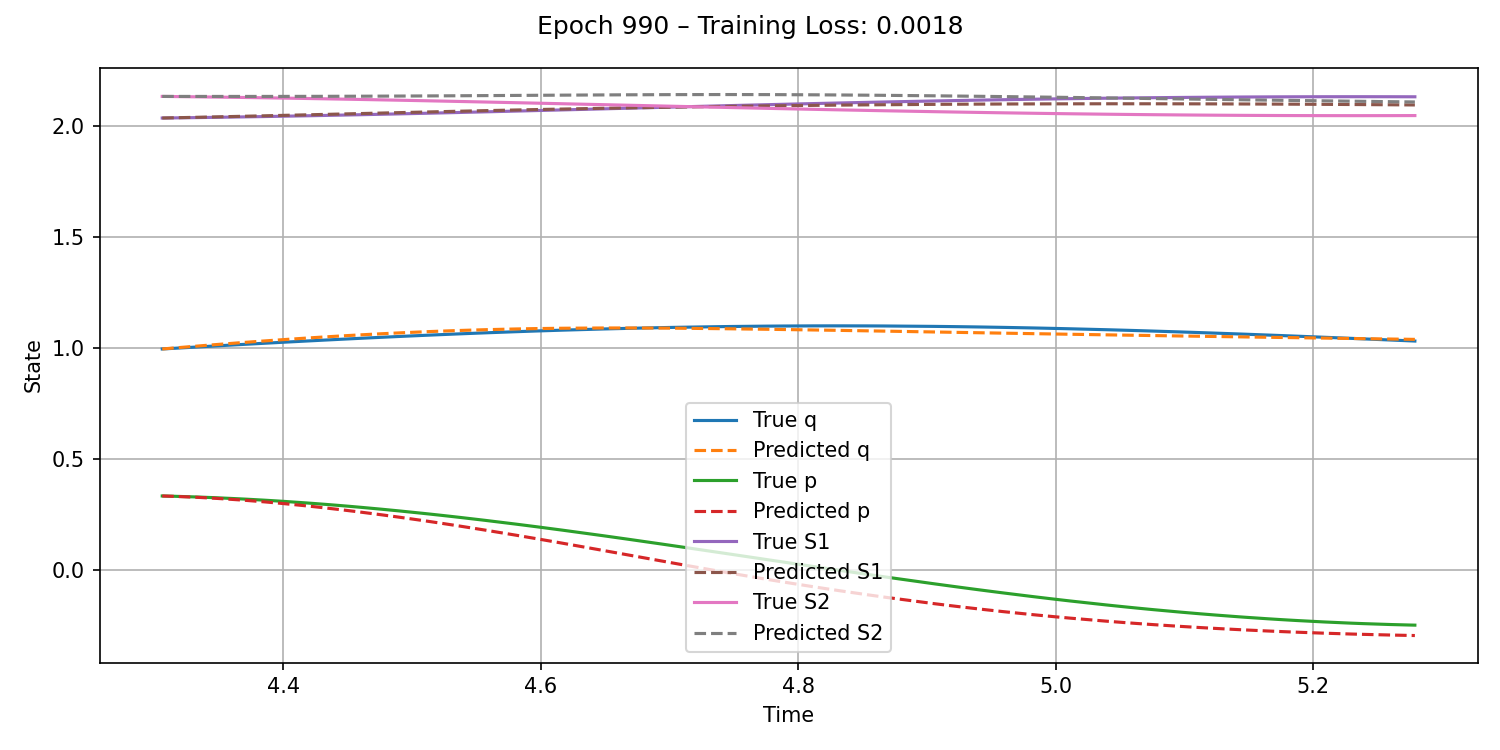 Epoch 990 – Training Loss: 0.0018
2.0
1.5
1.0
0.5
0.0
State
True q
Predicted q
True p
Predicted p
True S1
Predicted S1
True S2
Predicted S2
4.4
4.6
4.8
5.0
5.2
Time